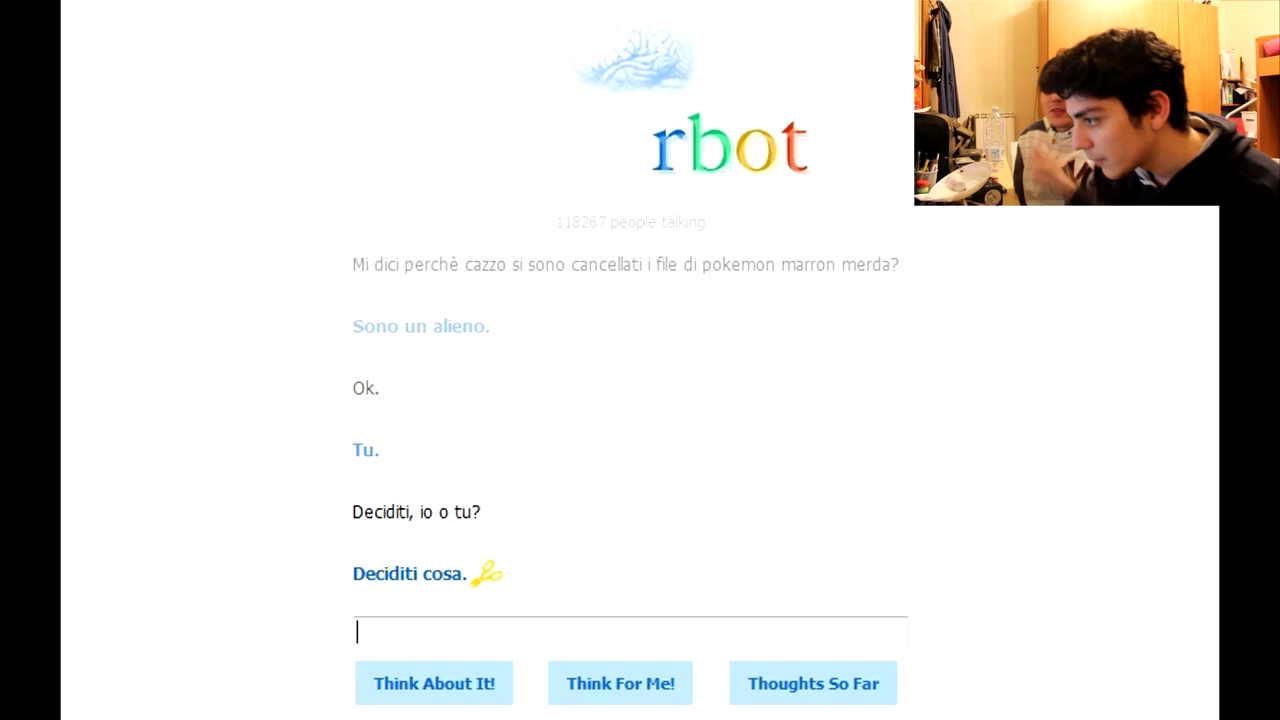 rbot
118267 people talking
Mi dici perchè cazzo si sono cancellati i file di pokemon marron merda?
Sono un alieno.
Ok.
Tu.
Deciditi, io o tu?
Deciditi cosa.
Think About It!
Think For Me!
Thoughts So Far